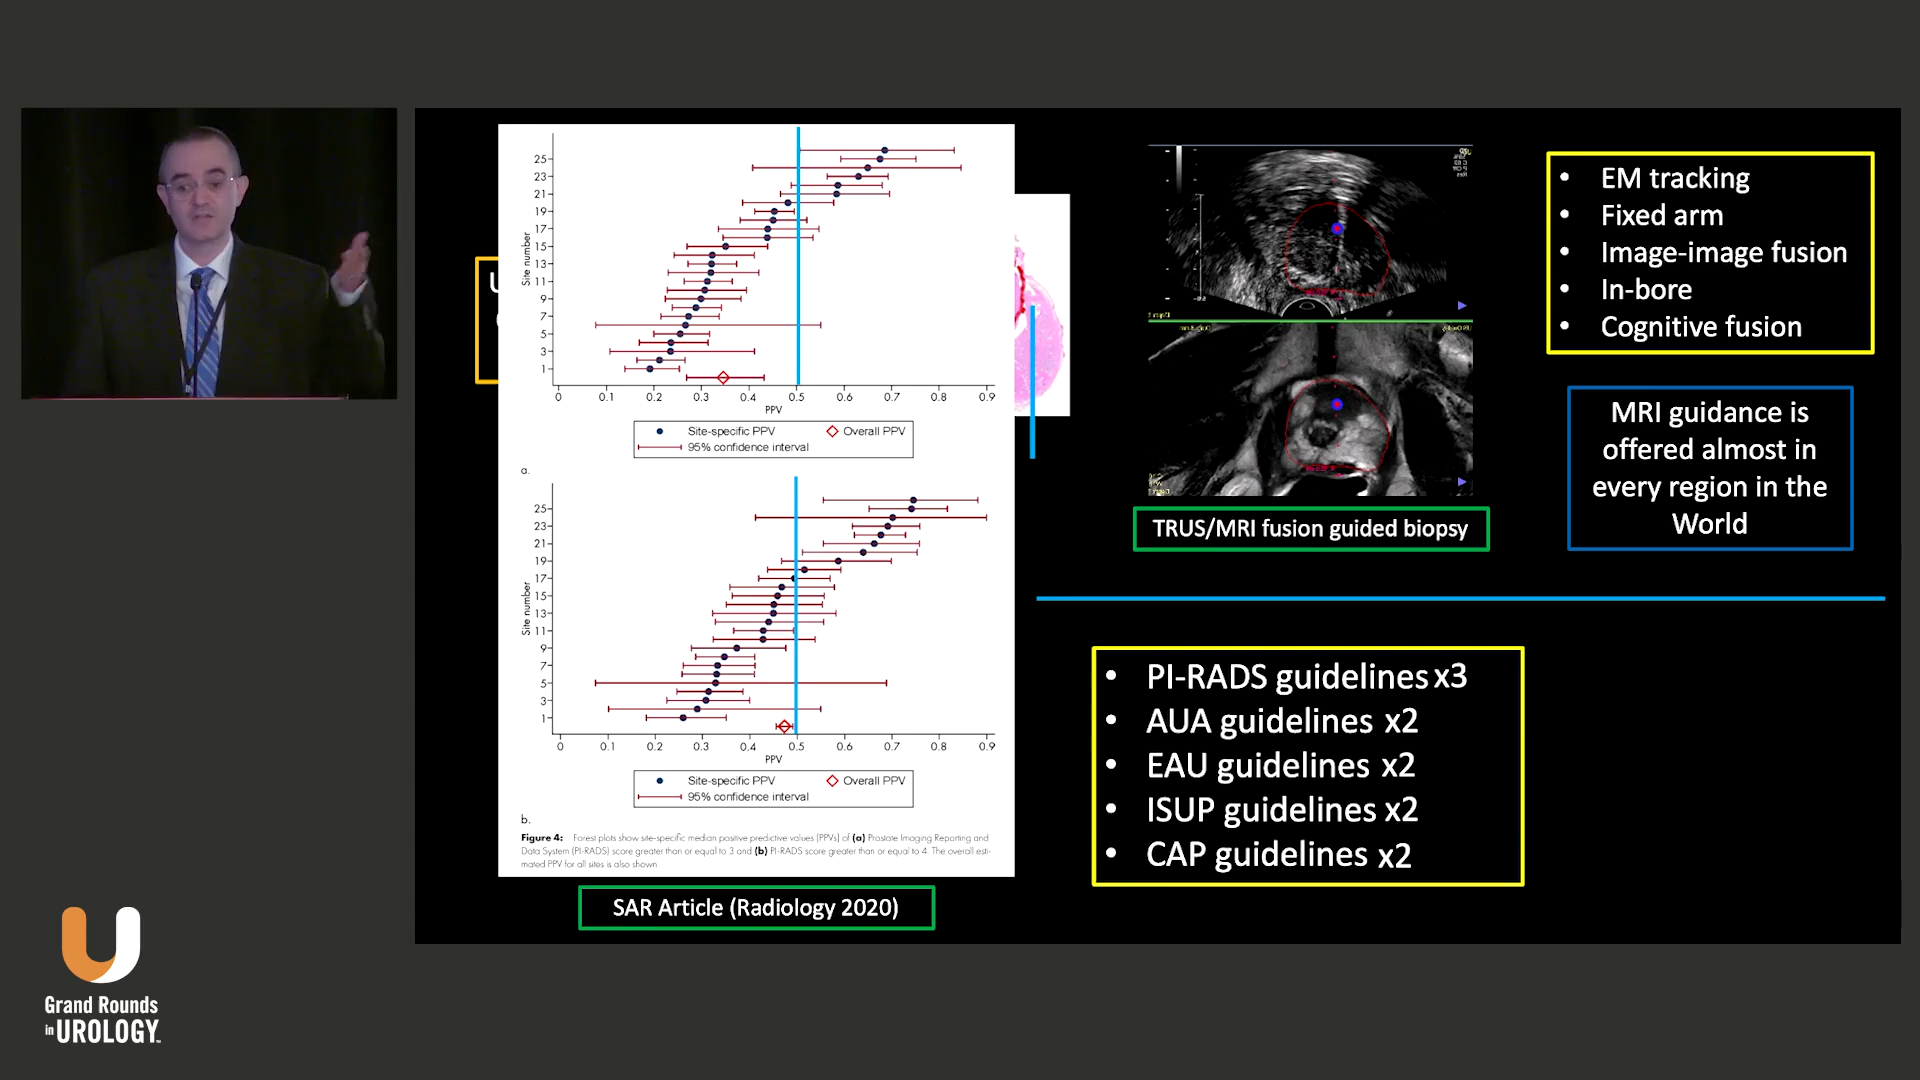 Site number
25
23
21
19
17
15
13
11
9
7
5
3
1
0 0.1 0.2 0.3 0.4 0.5 0.6 0.7 0.8 0.9
PPV
Site-specific PPV Overall PPV
95% confidence interval
a.
Site number
25
23
21
19
17
15
13
11
9
7
5
3
1
0 0.1 0.2 0.3 0.4 0.5 0.6 0.7 0.8 0.9
PPV
Site-specific PPV Overall PPV
95% confidence interval
b.
Figure 4: Forest plots show site-specific median positive predictive values (PPVs) of (a) Prostate Imaging Reporting and
Data System (PI-RADS) score greater than or equal to 3 and (b) PI-RADS score greater than or equal to 4. The overall esti-
mated PPV for all sites is also shown
SAR Article (Radiology 2020)
TRUS/MRI fusion guided biopsy
• EM tracking
• Fixed arm
• Image-image fusion
• In-bore
• Cognitive fusion
MRI guidance is
offered almost in
every region in the
World
• PI-RADS guidelines x3
• AUA guidelines x2
• EAU guidelines x2
• ISUP guidelines x2
• CAP guidelines x2
Grand Rounds
in UROLOGY